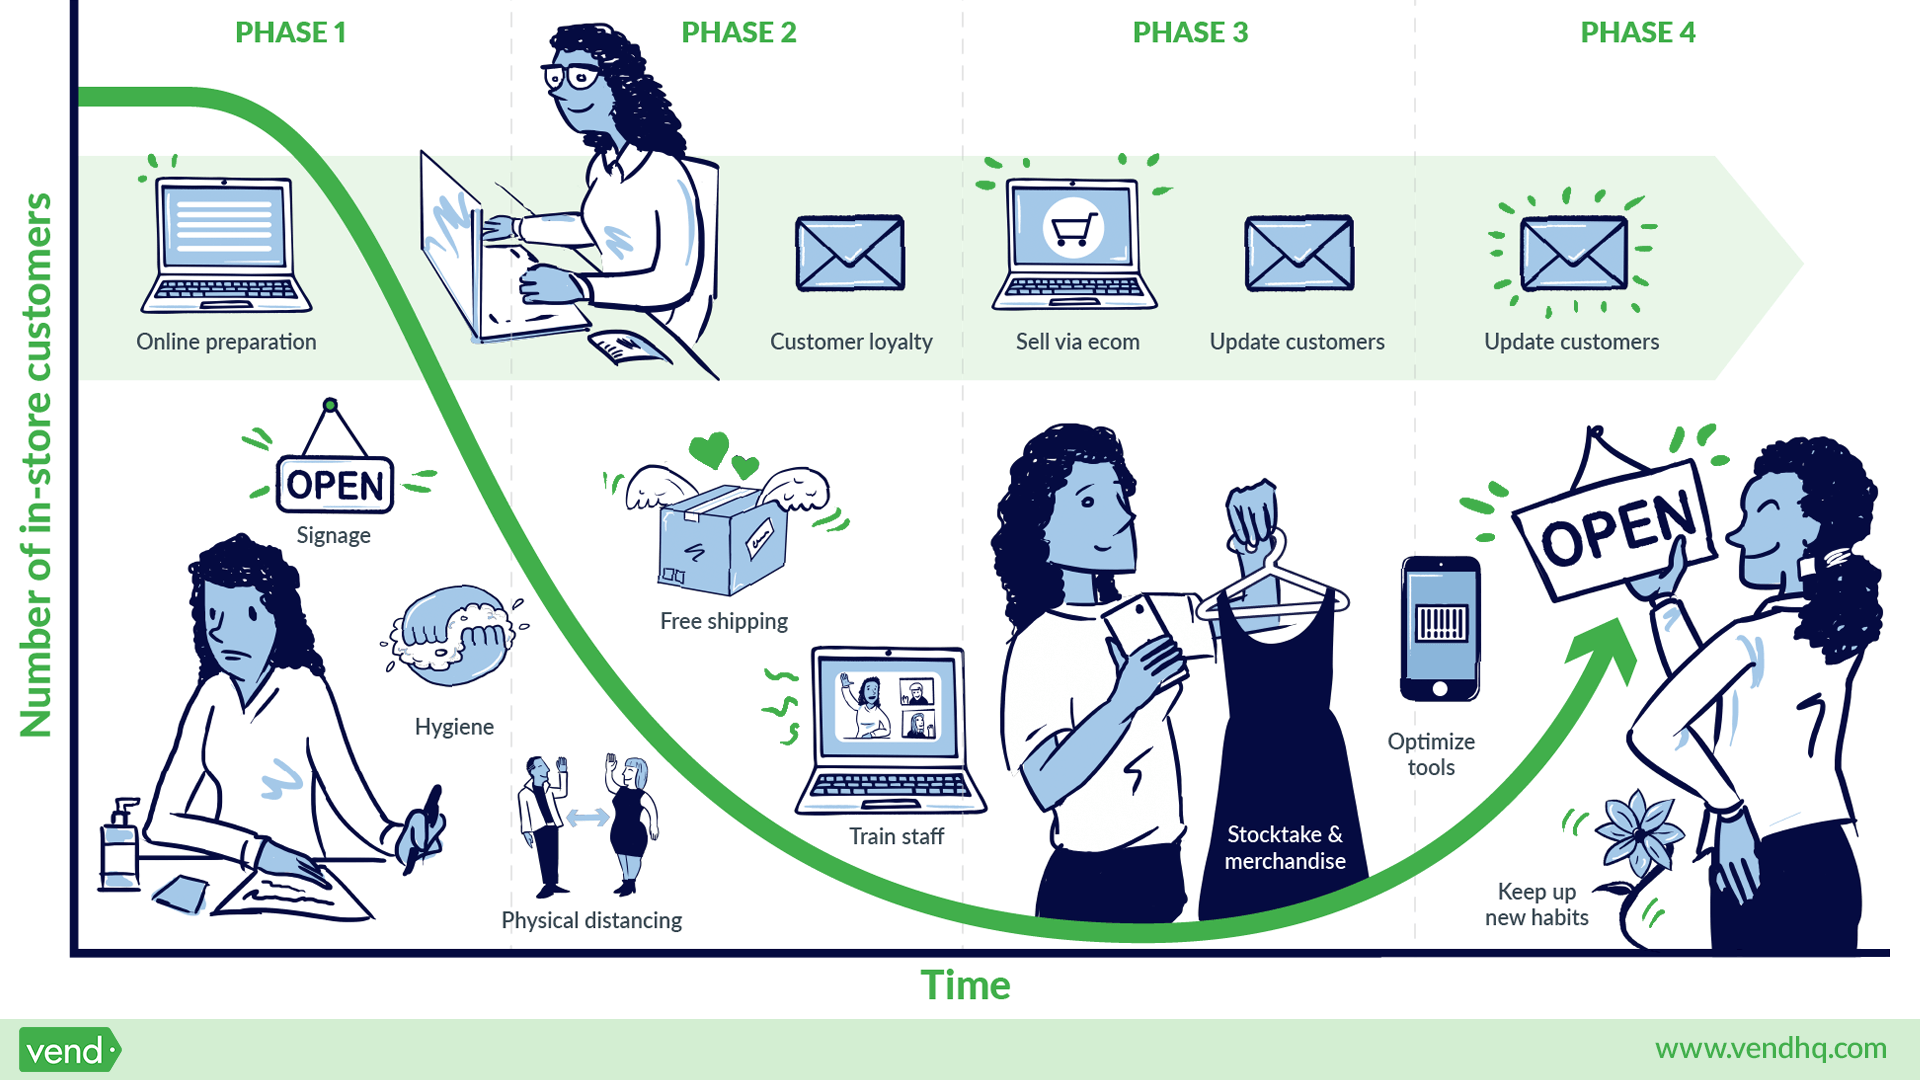 PHASE 1
PHASE 2
PHASE 3
PHASE 4
Number of in-store customers
Online preparation
Customer loyalty
Sell via ecom
Update customers
Update customers
OPEN
Signage
Hygiene
Physical distancing
Free shipping
Train staff
Stocktake &
merchandise
Optimize
tools
OPEN
Keep up
new habits
Time
vend
www.vendhq.com